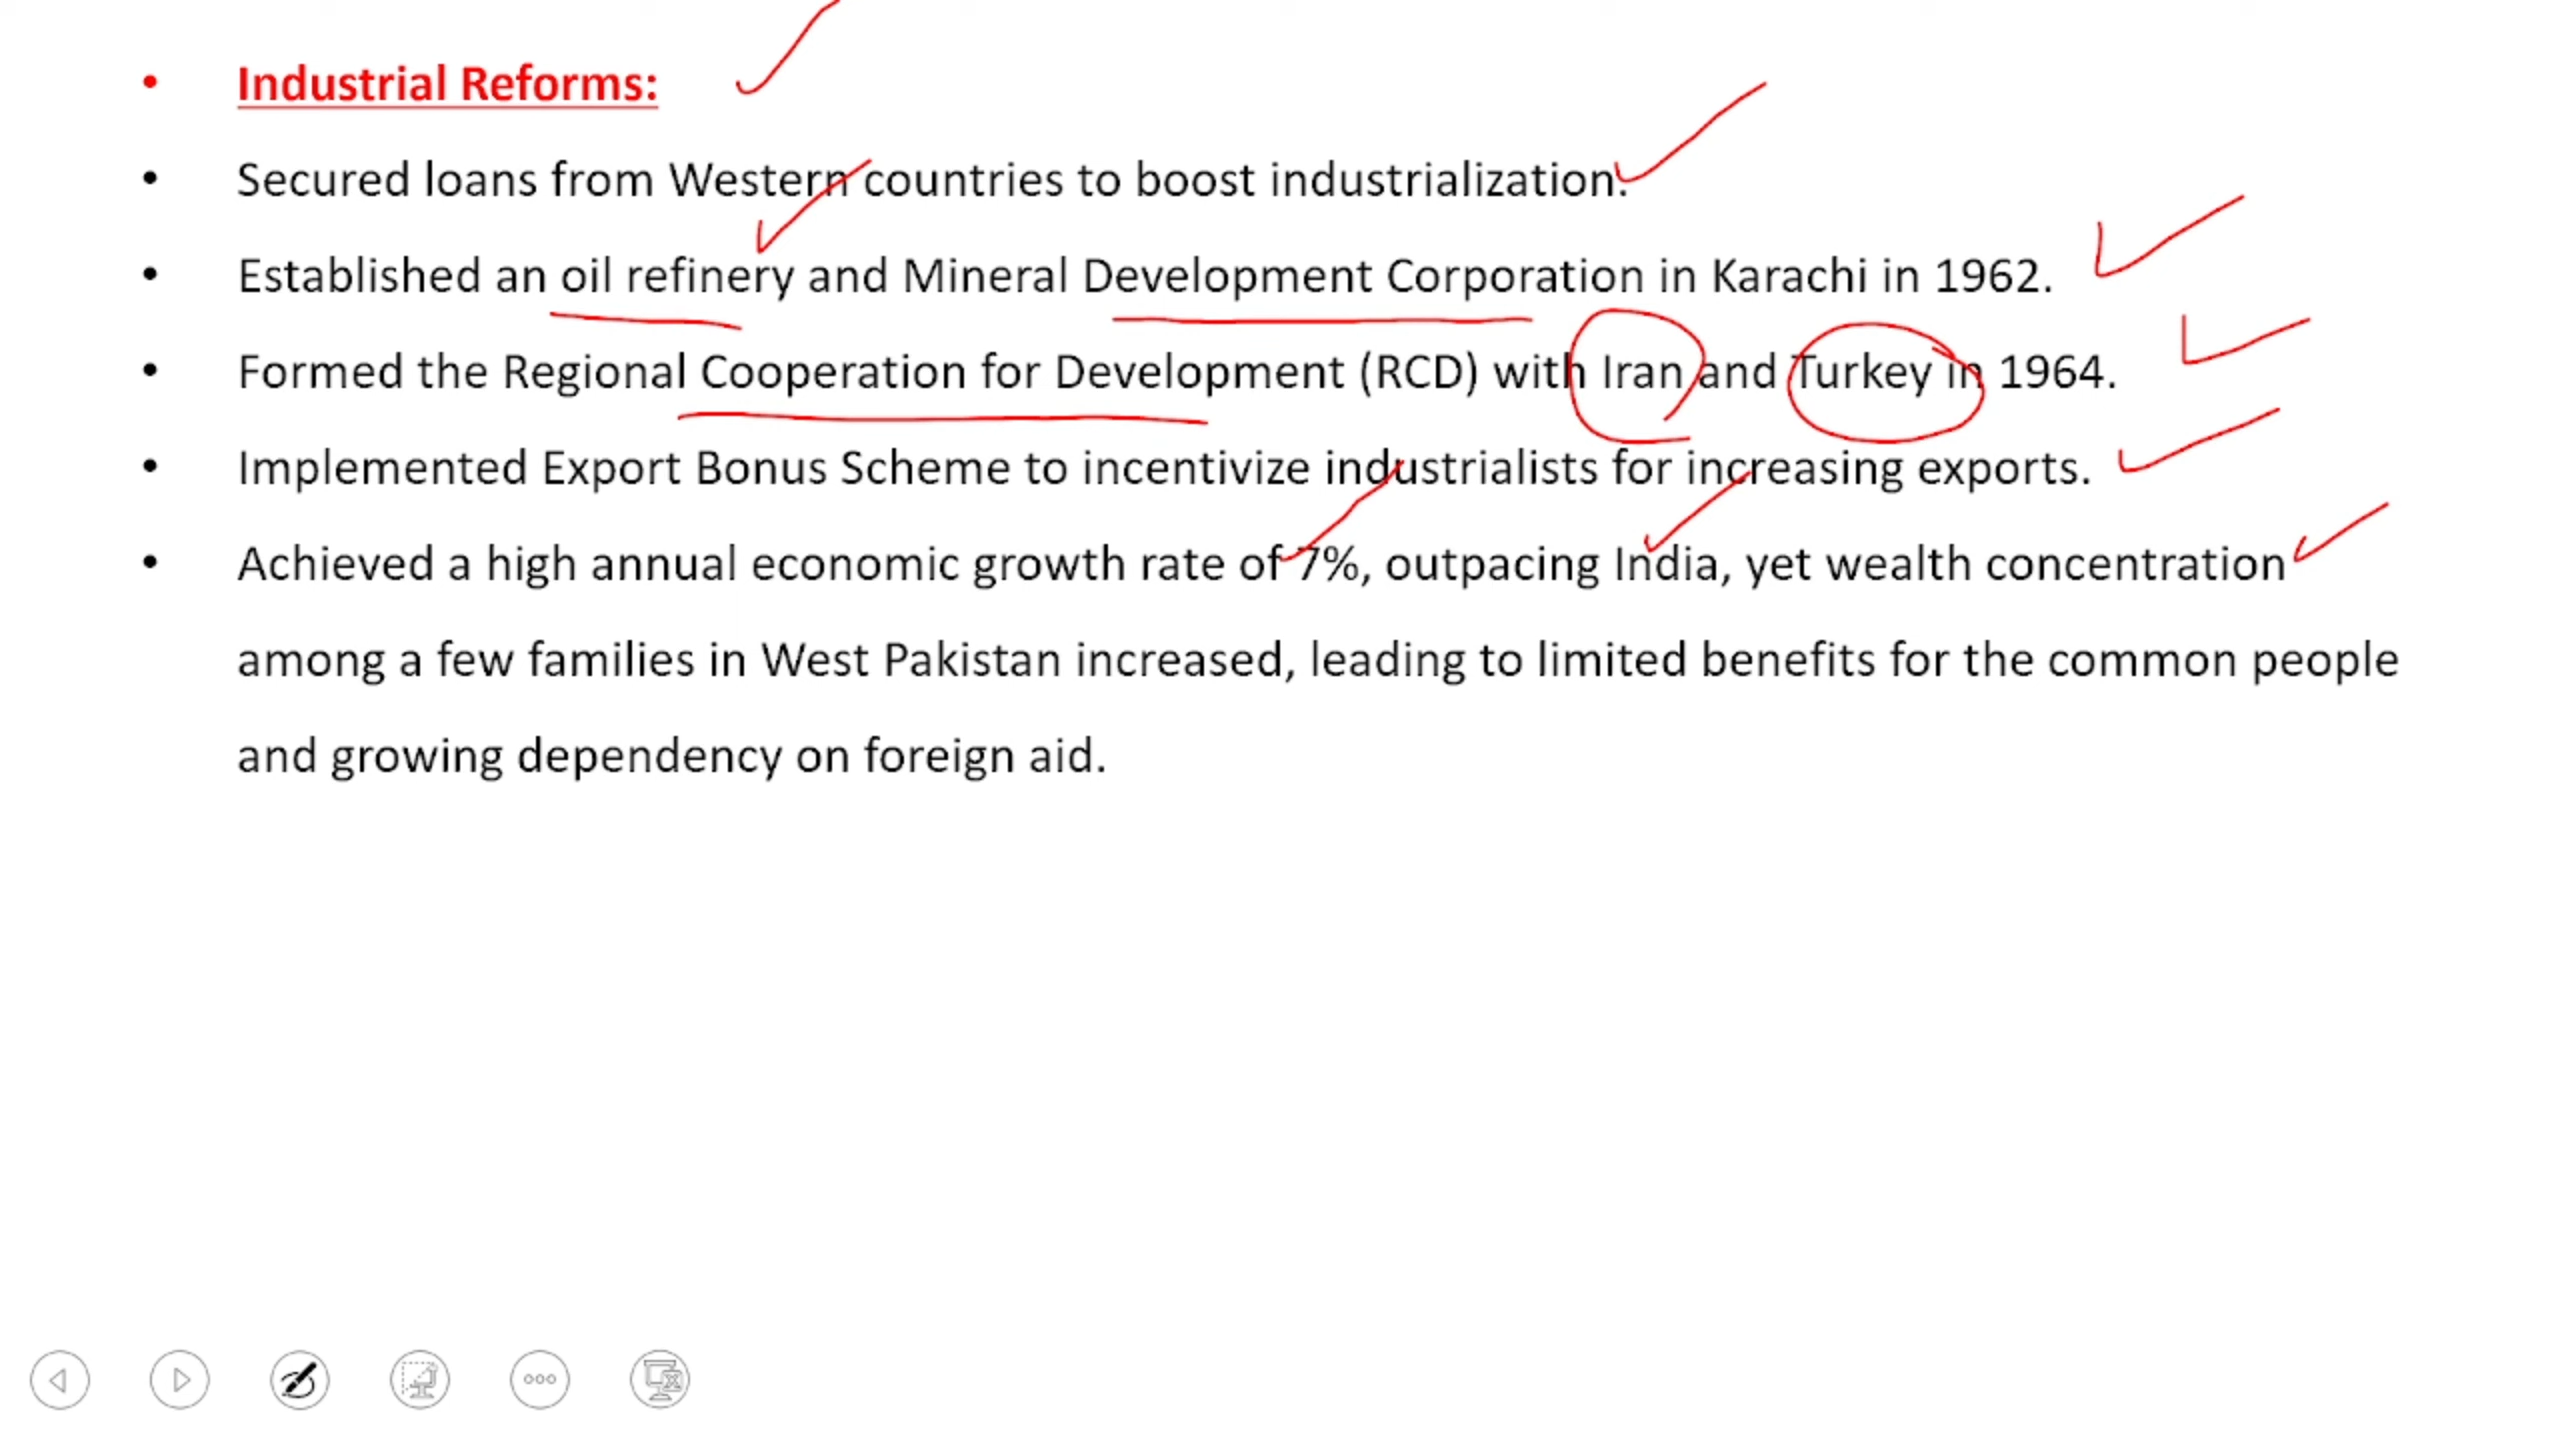 • Industrial Reforms:
• Secured loans from Western countries to boost industrialization.
• Established an oil refinery and Mineral Development Corporation in Karachi in 1962.
• Formed the Regional Cooperation for Development (RCD) with Iran and Turkey in 1964.
• Implemented Export Bonus Scheme to incentivize industrialists for increasing exports.
• Achieved a high annual economic growth rate of 7%, outpacing India, yet wealth concentration
among a few families in West Pakistan increased, leading to limited benefits for the common people
and growing dependency on foreign aid.